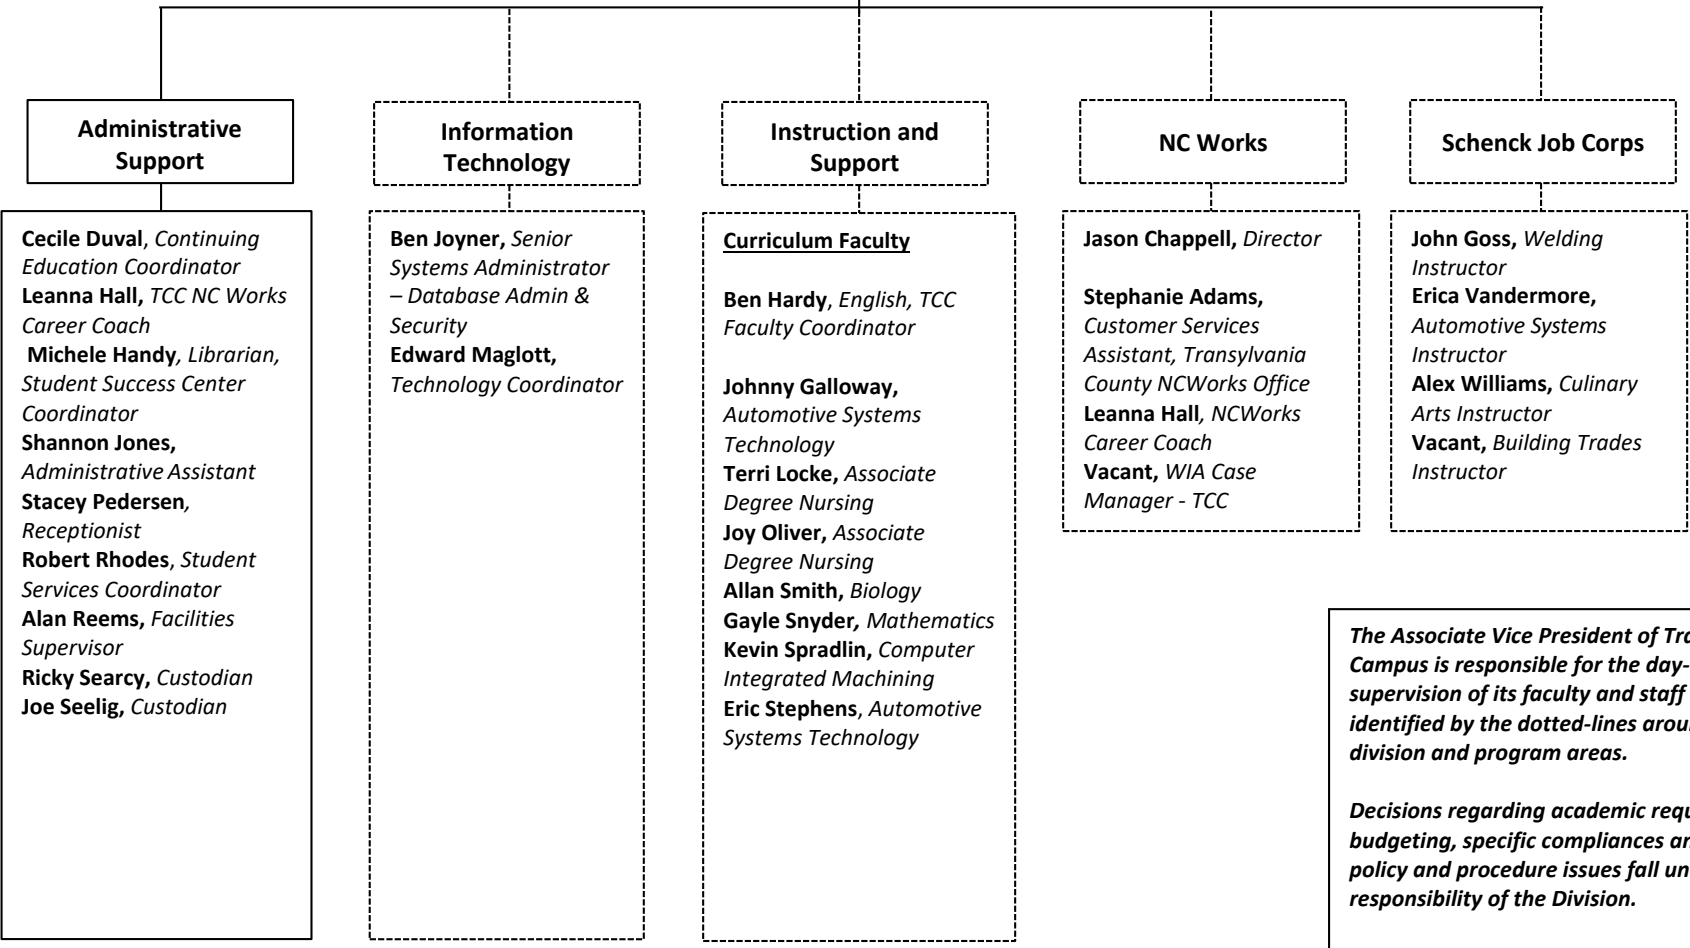 Administrative
Support
Cecile Duval, Continuing
Education Coordinator
Leanna Hall, TCC NC Works
Career Coach
Michele Handy, Librarian,
Student Success Center
Coordinator
Shannon Jones,
Administrative Assistant
Stacey Pedersen,
Receptionist
Robert Rhodes, Student
Services Coordinator
Alan Reems, Facilities
Supervisor
Ricky Searcy, Custodian
Joe Seelig, Custodian
Information
Technology
Ben Joyner, Senior
Systems Administrator
– Database Admin &
Security
Edward Maglott,
Technology Coordinator
Instruction and
Support
Curriculum Faculty
Ben Hardy, English, TCC
Faculty Coordinator
Johnny Galloway,
Automotive Systems
Technology
Terri Locke, Associate
Degree Nursing
Joy Oliver, Associate
Degree Nursing
Allan Smith, Biology
Gayle Snyder, Mathematics
Kevin Spradlin, Computer
Integrated Machining
Eric Stephens, Automotive
Systems Technology
NC Works
Jason Chappell, Director
Stephanie Adams,
Customer Services
Assistant, Transylvania
County NCWorks Office
Leanna Hall, NCWorks
Career Coach
Vacant, WIA Case
Manager - TCC
Schenck Job Corps
John Goss, Welding
Instructor
Erica Vandermore,
Automotive Systems
Instructor
Alex Williams, Culinary
Arts Instructor
Vacant, Building Trades
Instructor
The Associate Vice President of
Campus is responsible for the day-
supervision of its faculty and staff
identified by the dotted-lines
division and program areas.
Decisions regarding academic
budgeting, specific compliances
policy and procedure issues fall
responsibility of the Division.